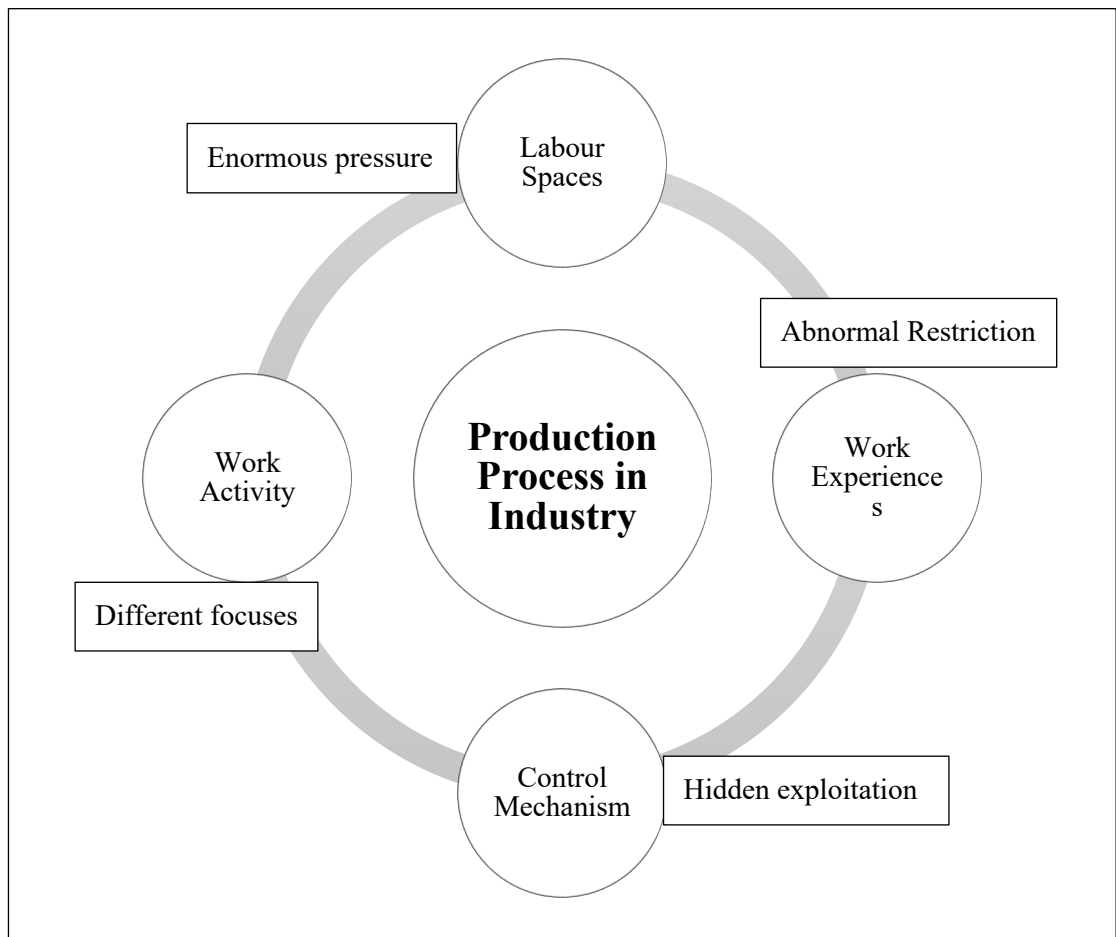 Enormous pressure
Labour
Spaces
Abnormal Restriction
Production
Process in
Industry
Work
Activity
Work
Experience
s
Different focuses
Control
Mechanism
Hidden exploitation